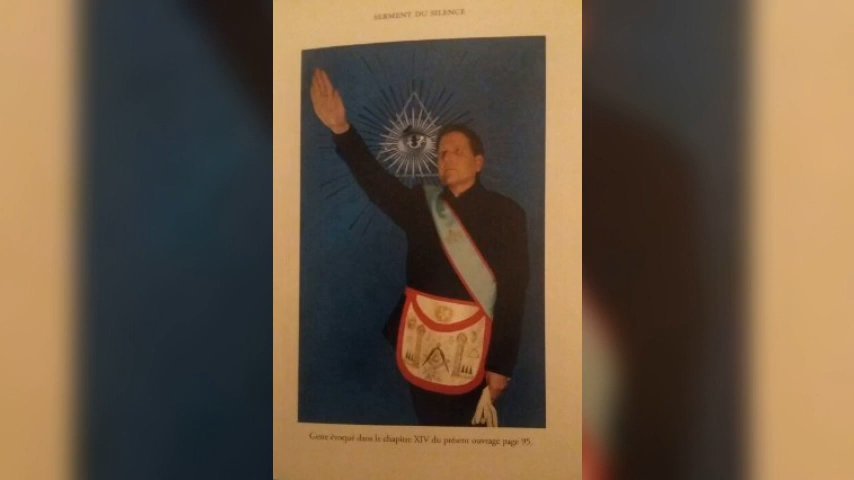 SERMENT DU SILENCE
Geste évoqué dans le chapitre XIV du présent ouvrage page 95.